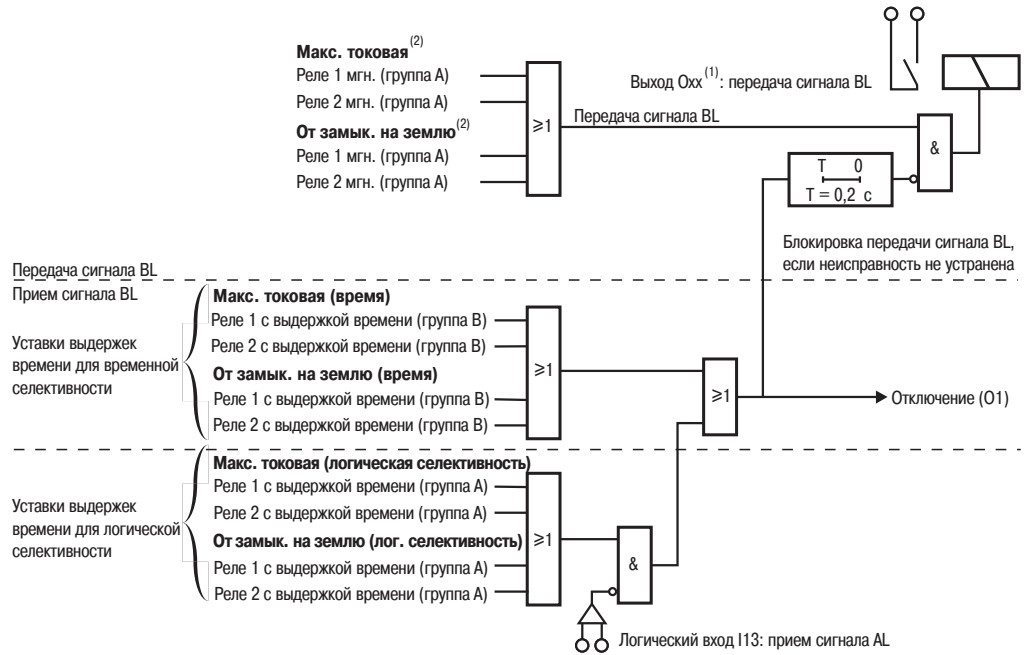 Макс. токовая (2)
Реле 1 мгн. (группа А)
Реле 2 мгн. (группа А)
От замык. на землю (2)
Реле 1 мгн. (группа А)
Реле 2 мгн. (группа А)
≥1
Выход Oxx (1): передача сигнала BL
Передача сигнала BL
&
T 0
T = 0,2 с
Блокировка передачи сигнала BL,
если неисправность не устранена
Передача сигнала BL
Прием сигнала BL
Уставки выдержек
времени для временной
селективности
Макс. токовая (время)
Реле 1 с выдержкой времени (группа В)
Реле 2 с выдержкой времени (группа В)
От замык. на землю (время)
Реле 1 с выдержкой времени (группа В)
Реле 2 с выдержкой времени (группа В)
≥1
≥1
Отключение (O1)
Уставки выдержек
времени для логической
селективности
Макс. токовая (логическая селективность)
Реле 1 с выдержкой времени (группа А)
Реле 2 с выдержкой времени (группа А)
От замык. на землю (лог. селективность)
Реле 1 с выдержкой времени (группа А)
Реле 2 с выдержкой времени (группа А)
≥1
&
Логический вход I13: прием сигнала AL